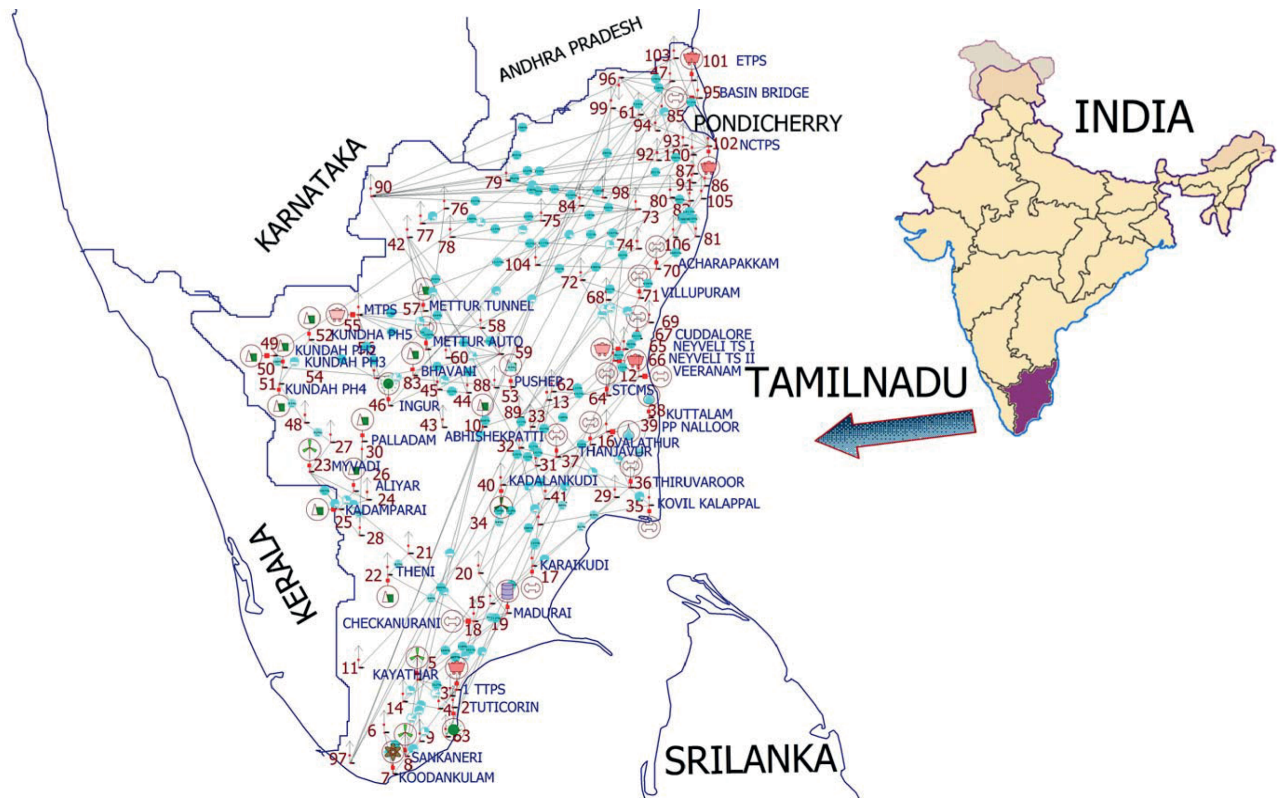 ANDHRA PRADESH
INDIA
103
101 ETPS
47
96
95 BASIN BRIDGE
99
61
85
94
PONDICHERRY
93
102 NCTPS
92
100
KARNATAKA
79
87
90
91
86
84
98
80
105
76
75
73
77
42
78
74
106
81
ACHARAPAKKAM
104
70
72
VILLUPURAM
71
68
METTUR TUNNEL
57
MTPS
55
58
69
CUDDALORE
67
52
KUNDHA PH5
METTUR AUTO
65 NEYVELI TS I
49
KUNDAH PH2
59
66 NEYVELI TS II
50
KUNDAH PH3
60
54
BHAVANI
12 VEERANAM
83
TAMILNADU
51 KUNDAH PH4
45
88
PUSHEP
53
62
64
STCMS
44
13
46 INGUR
38
KUTTALAM
48
43
10
89
33
39 PP NALLOOR
ABHISHEKPATTI
16 VALATHUR
27
PALLADAM
32
THANJAVUR
30
31
37
23 MYVADI
26
ALIYAR
KADALANKUDI
36 THIRUVAROOR
40
24
41
29
KADAMPARAI
35 KOVIL KALAPPAL
25
34
28
21
KERALA
22
THENI
20
KARAIKUDI
17
15
MADURAI
CHECKANURANI
18
19
11
KAYATHAR
5
3
1 TTPS
14
4
2 TUTICORIN
6
9
63
97
SANKANERI
8
7 KOODANKULAM
SRILANKA